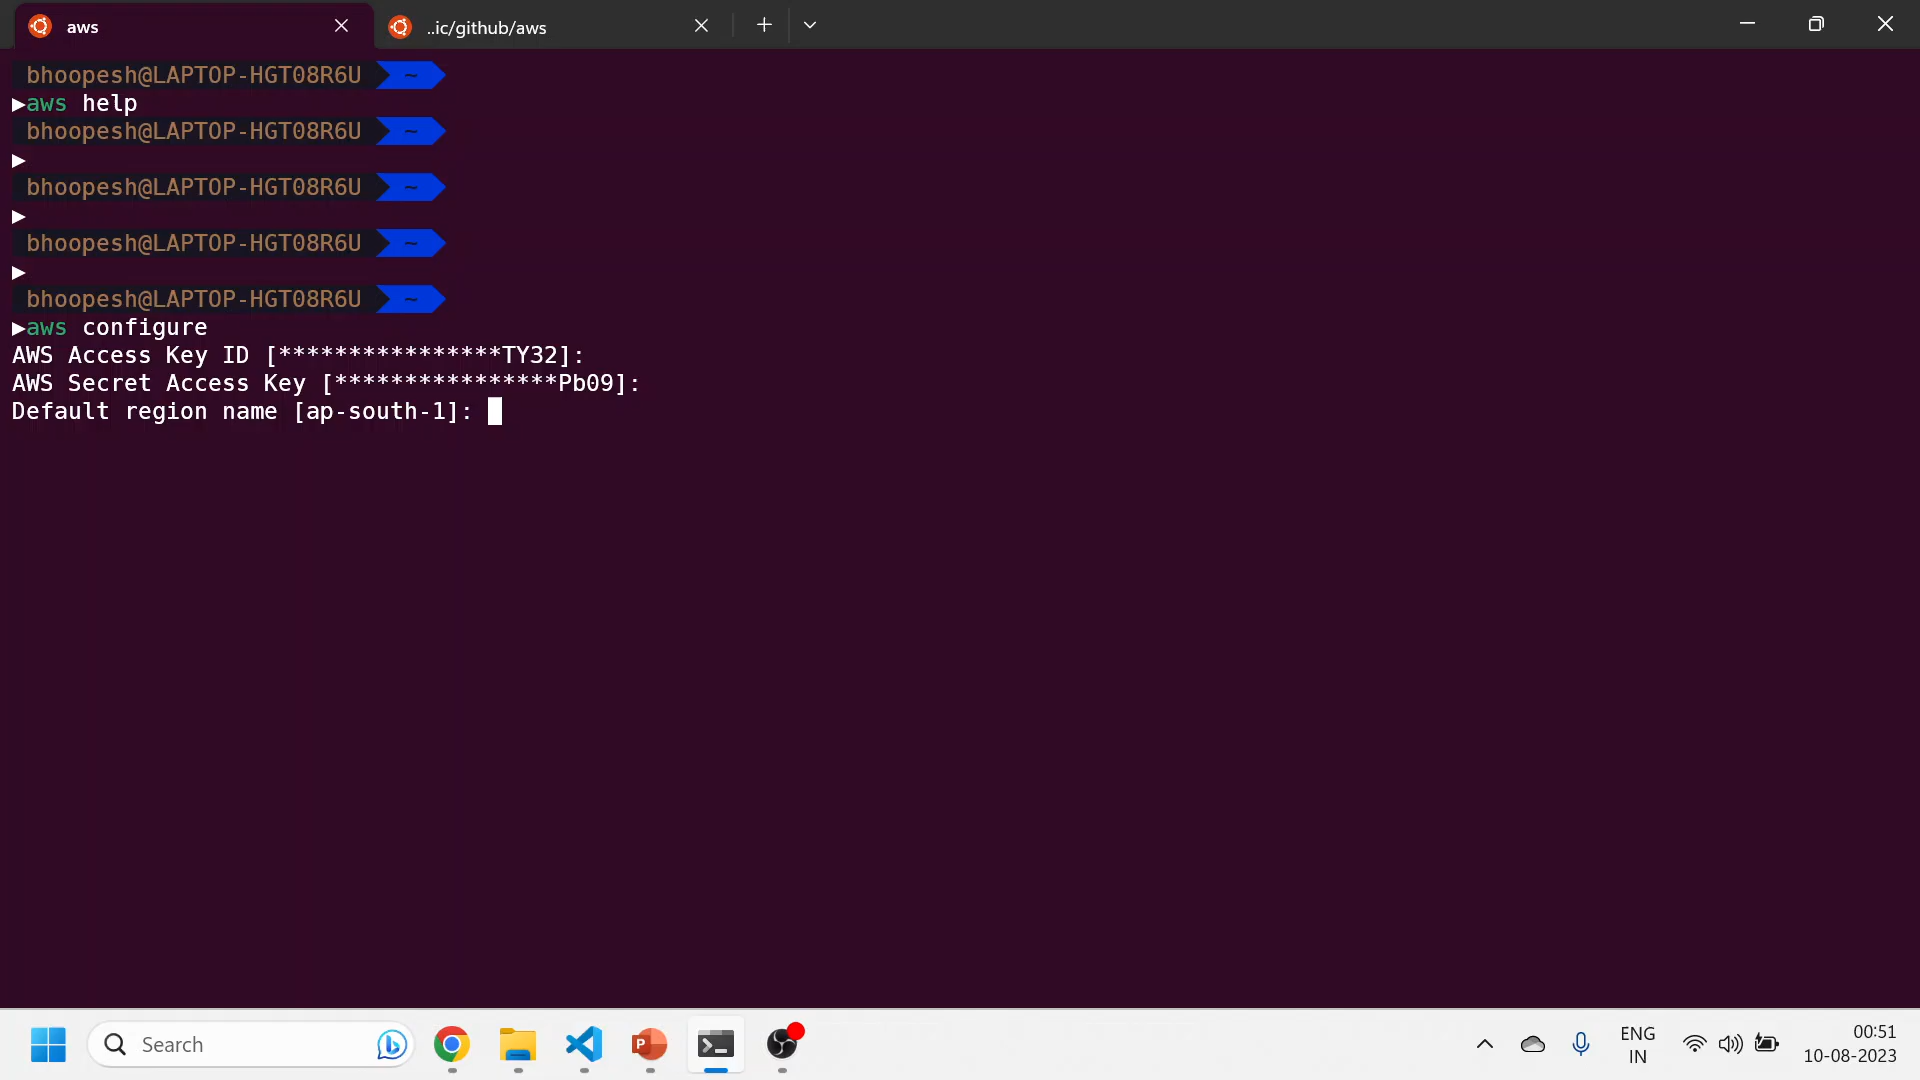 aws
..ic/github/aws
bhoopesh@LAPTOP-HGT08R6U ~
▶aws help
bhoopesh@LAPTOP-HGT08R6U ~
▶
bhoopesh@LAPTOP-HGT08R6U ~
▶
bhoopesh@LAPTOP-HGT08R6U ~
▶
bhoopesh@LAPTOP-HGT08R6U ~
▶aws configure
AWS Access Key ID [****************TY32]:
AWS Secret Access Key [****************Pb09]:
Default region name [ap-south-1]:
Search
ENG
IN
00:51
10-08-2023